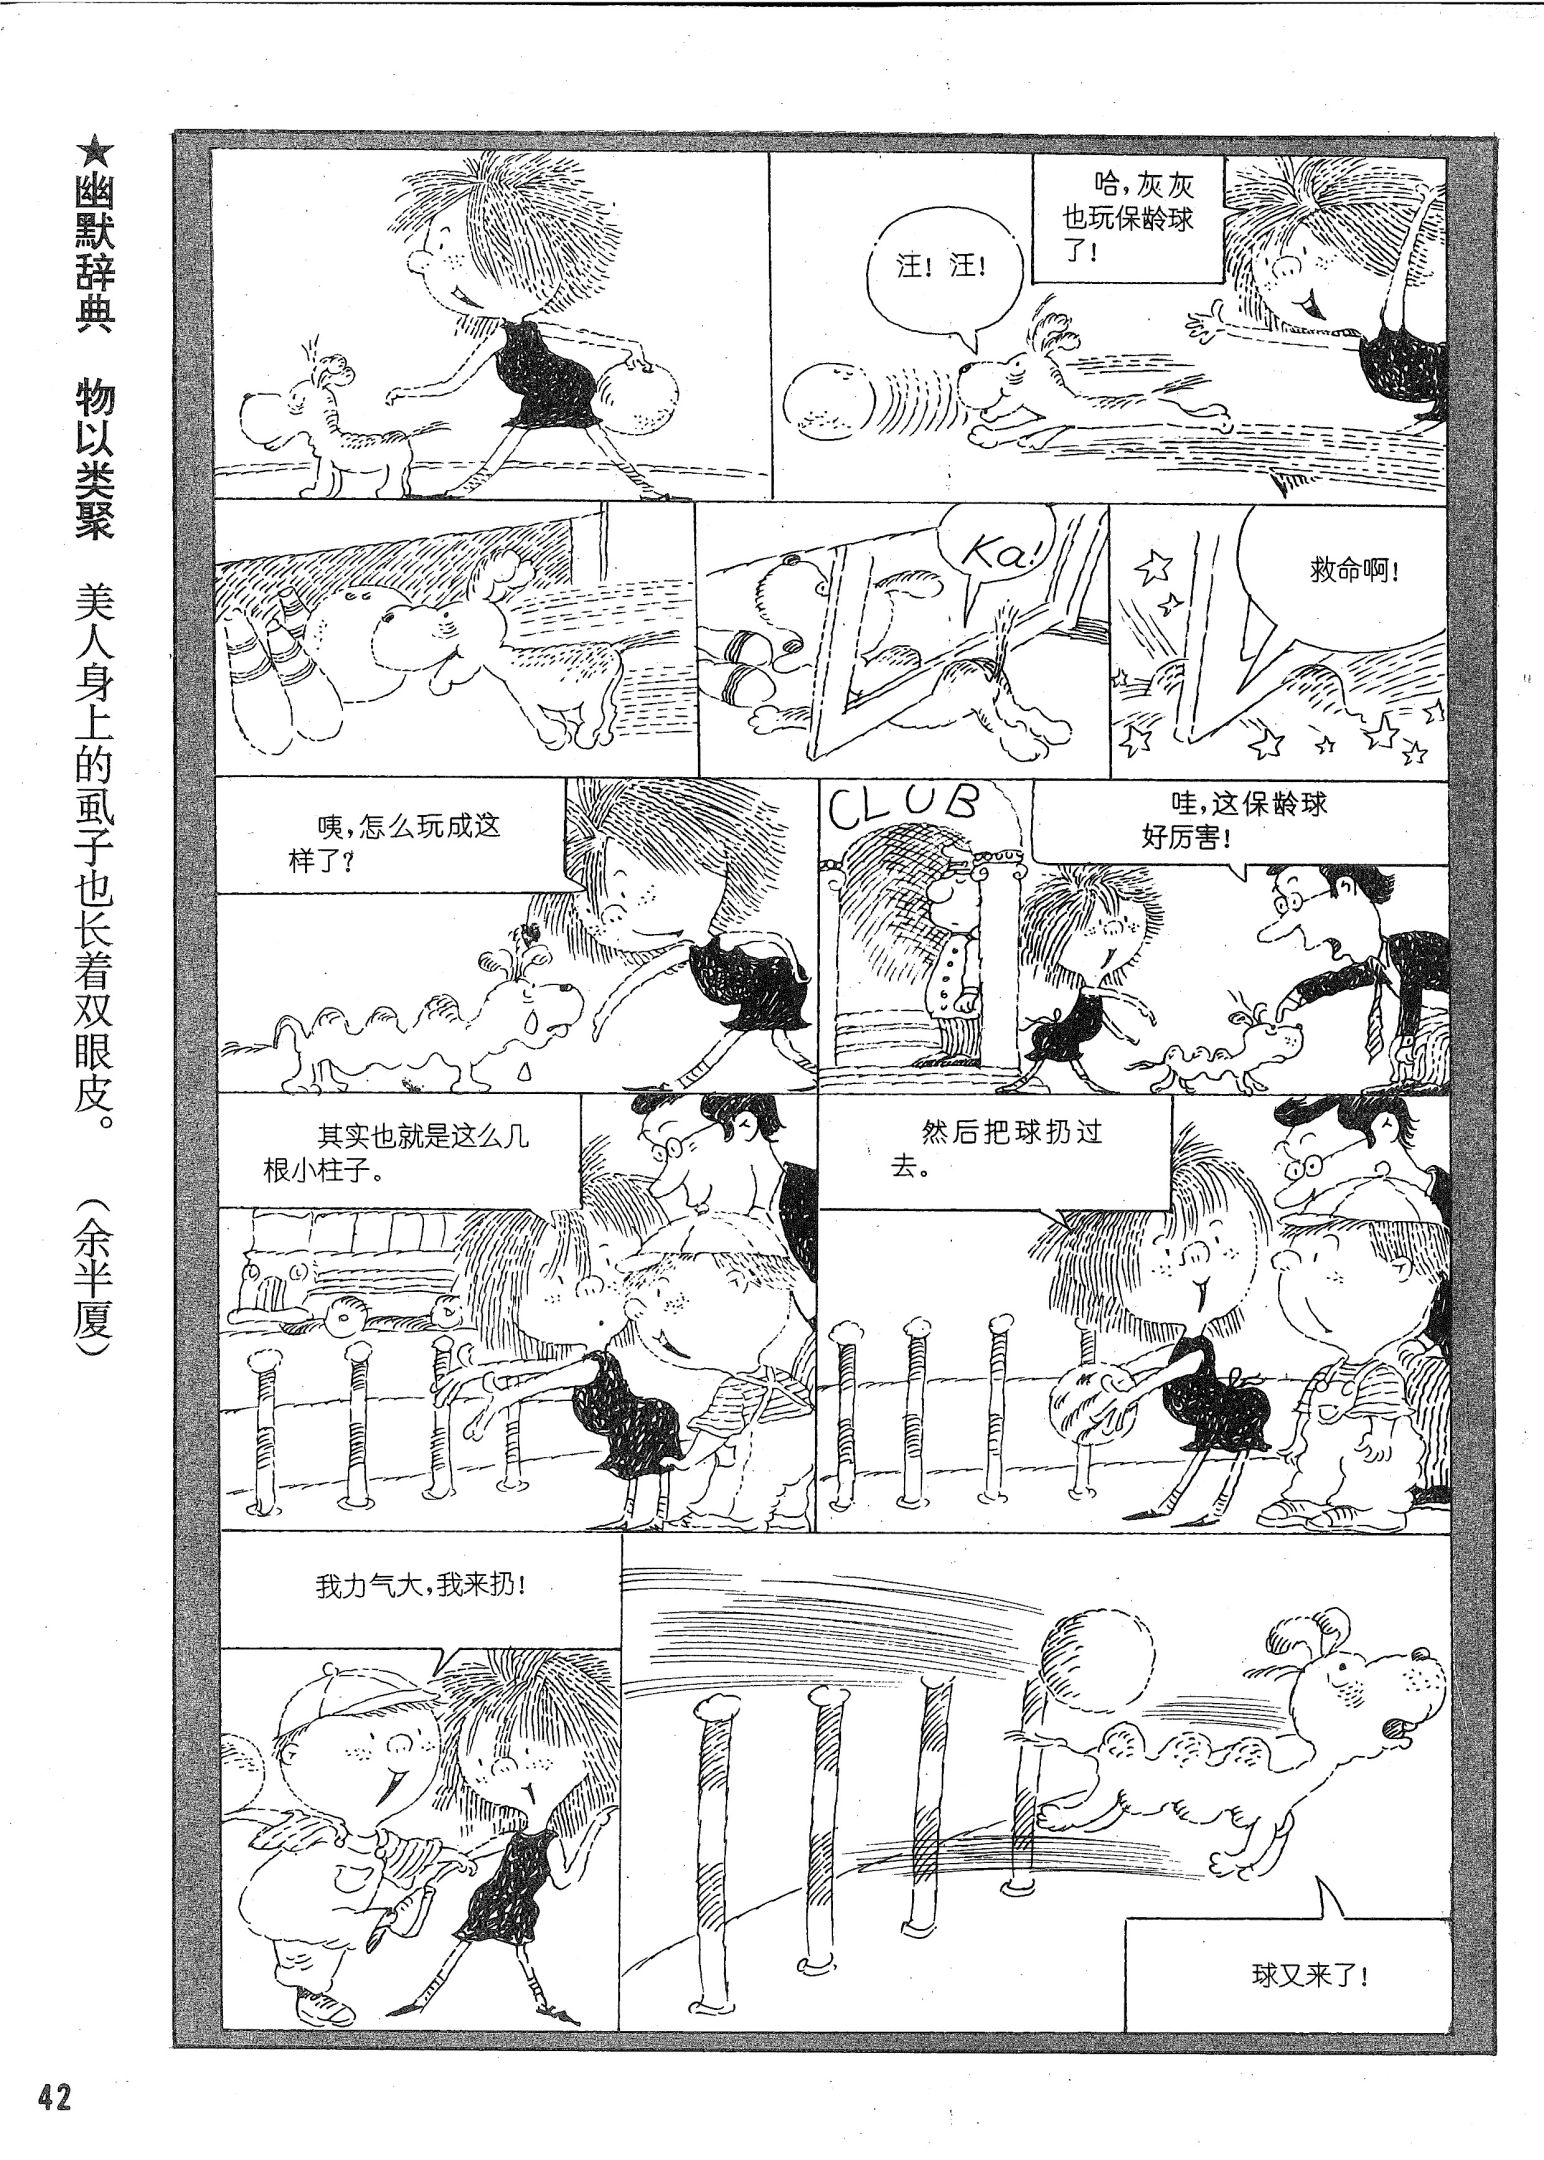 ★幽默辞典 物以类聚 美人身上的虱子也长着双眼皮。 (余半厦)
汪! 汪!
哈,灰灰
也玩保龄球
了!
Ka!
救命啊!
咦,怎么玩成这
样了?
CLUB
哇,这保龄球
好厉害!
其实也就是这么几
根小柱子。
然后把球扔过
去。
我力气大,我来扔!
球又来了!
42